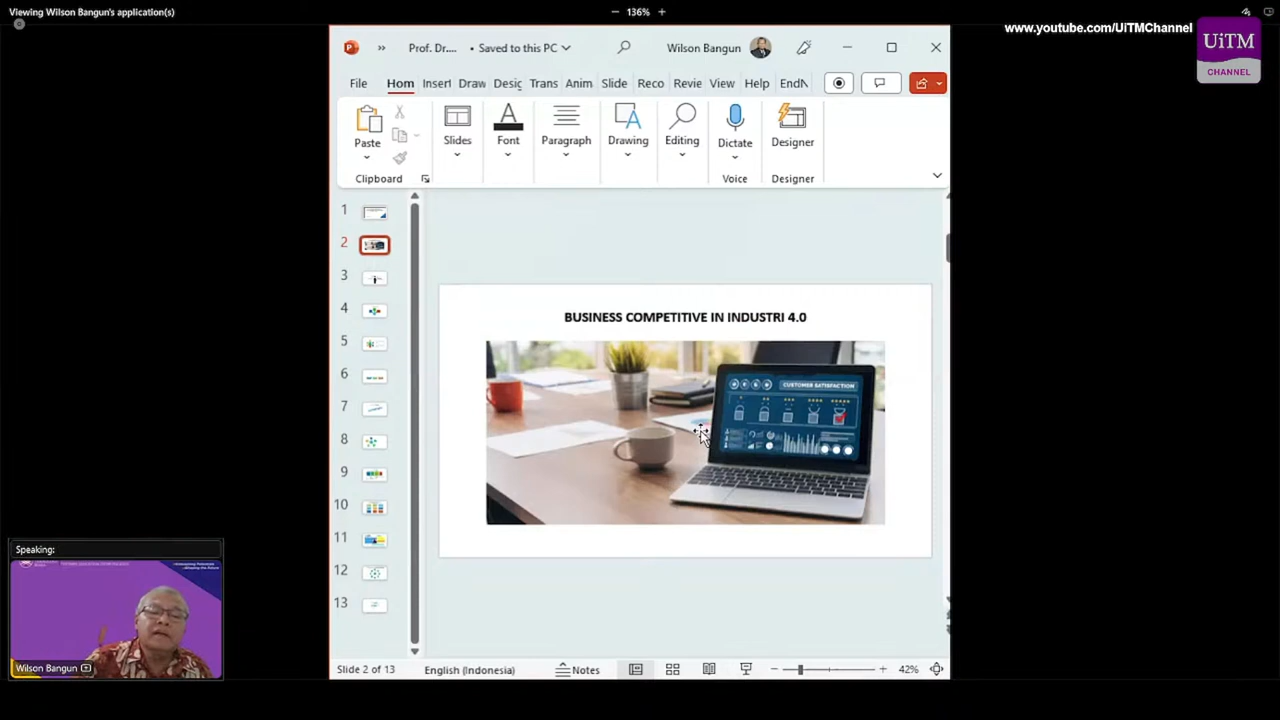 Viewing Wilson Bangun's application(s)
136%
www.youtube.com/UiTMChannel
UiTM
CHANNEL
Prof. Dr.... • Saved to this PC
Wilson Bangun
File Hom Insert Draw Desig Trans Anim Slide Reco Revie View Help EndN
Paste
Slides
Font
Paragraph
Drawing
Editing
Dictate
Designer
Clipboard
Voice
Designer
1
2
3
4
5
6
7
8
9
10
11
12
13
BUSINESS COMPETITIVE IN INDUSTRI 4.0
CUSTOMER SATISFACTION
Speaking:
Wilson Bangun
Slide 2 of 13
English (Indonesia)
Notes
42%